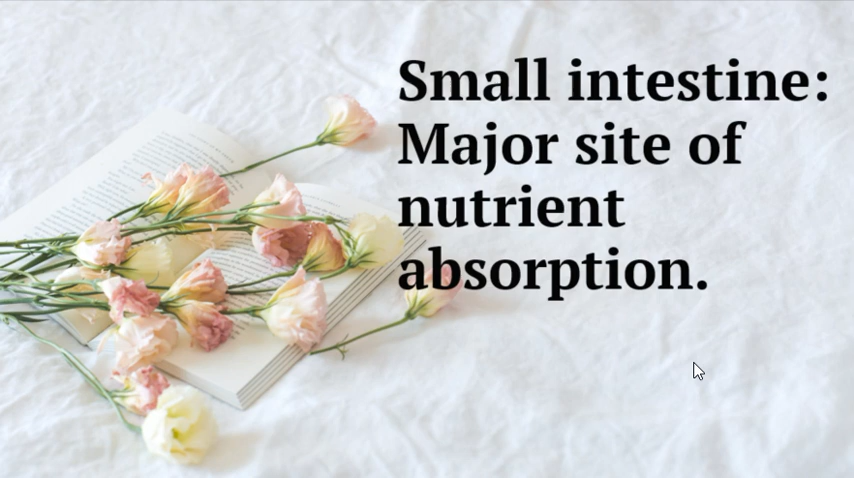 Small intestine:
Major site of
nutrient
absorption.